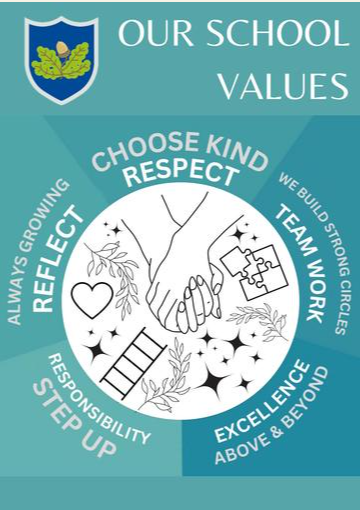 OUR SCHOOL
VALUES
CHOOSE KIND
RESPECT
ALWAYS GROWING
REFLECT
WE BUILD STRONG CIRCLES
TEAM WORK
RESPONSIBILITY
STEP UP
EXCELLENCE
ABOVE & BEYOND